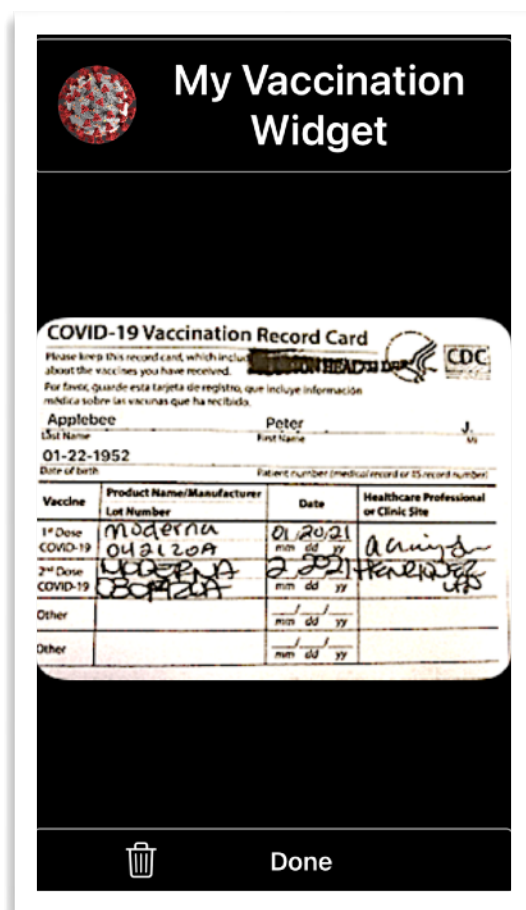 My Vaccination
Widget
COVID-19 Vaccination Record Card
Please keep this record card, which includ
about the vaccines you have received.
CDC
Por favor, guarde esta tarjeta de registro, que incluye información
médica sobre las vacunas que ha recibido.
Applebee Peter J.
Last Name First Name MI
01-22-1952
Date of birth Patient number (medical record or IIS record number)
Vaccine Product Name/Manufacturer Date Healthcare Professional
Lot Number or Clinic Site
1st Dose Moderna 01/20/21
COVID-19 042120A mm dd yy
2nd Dose MODERNA
COVID-19 mm dd yy
Other
mm dd yy
Other
mm dd yy
Done